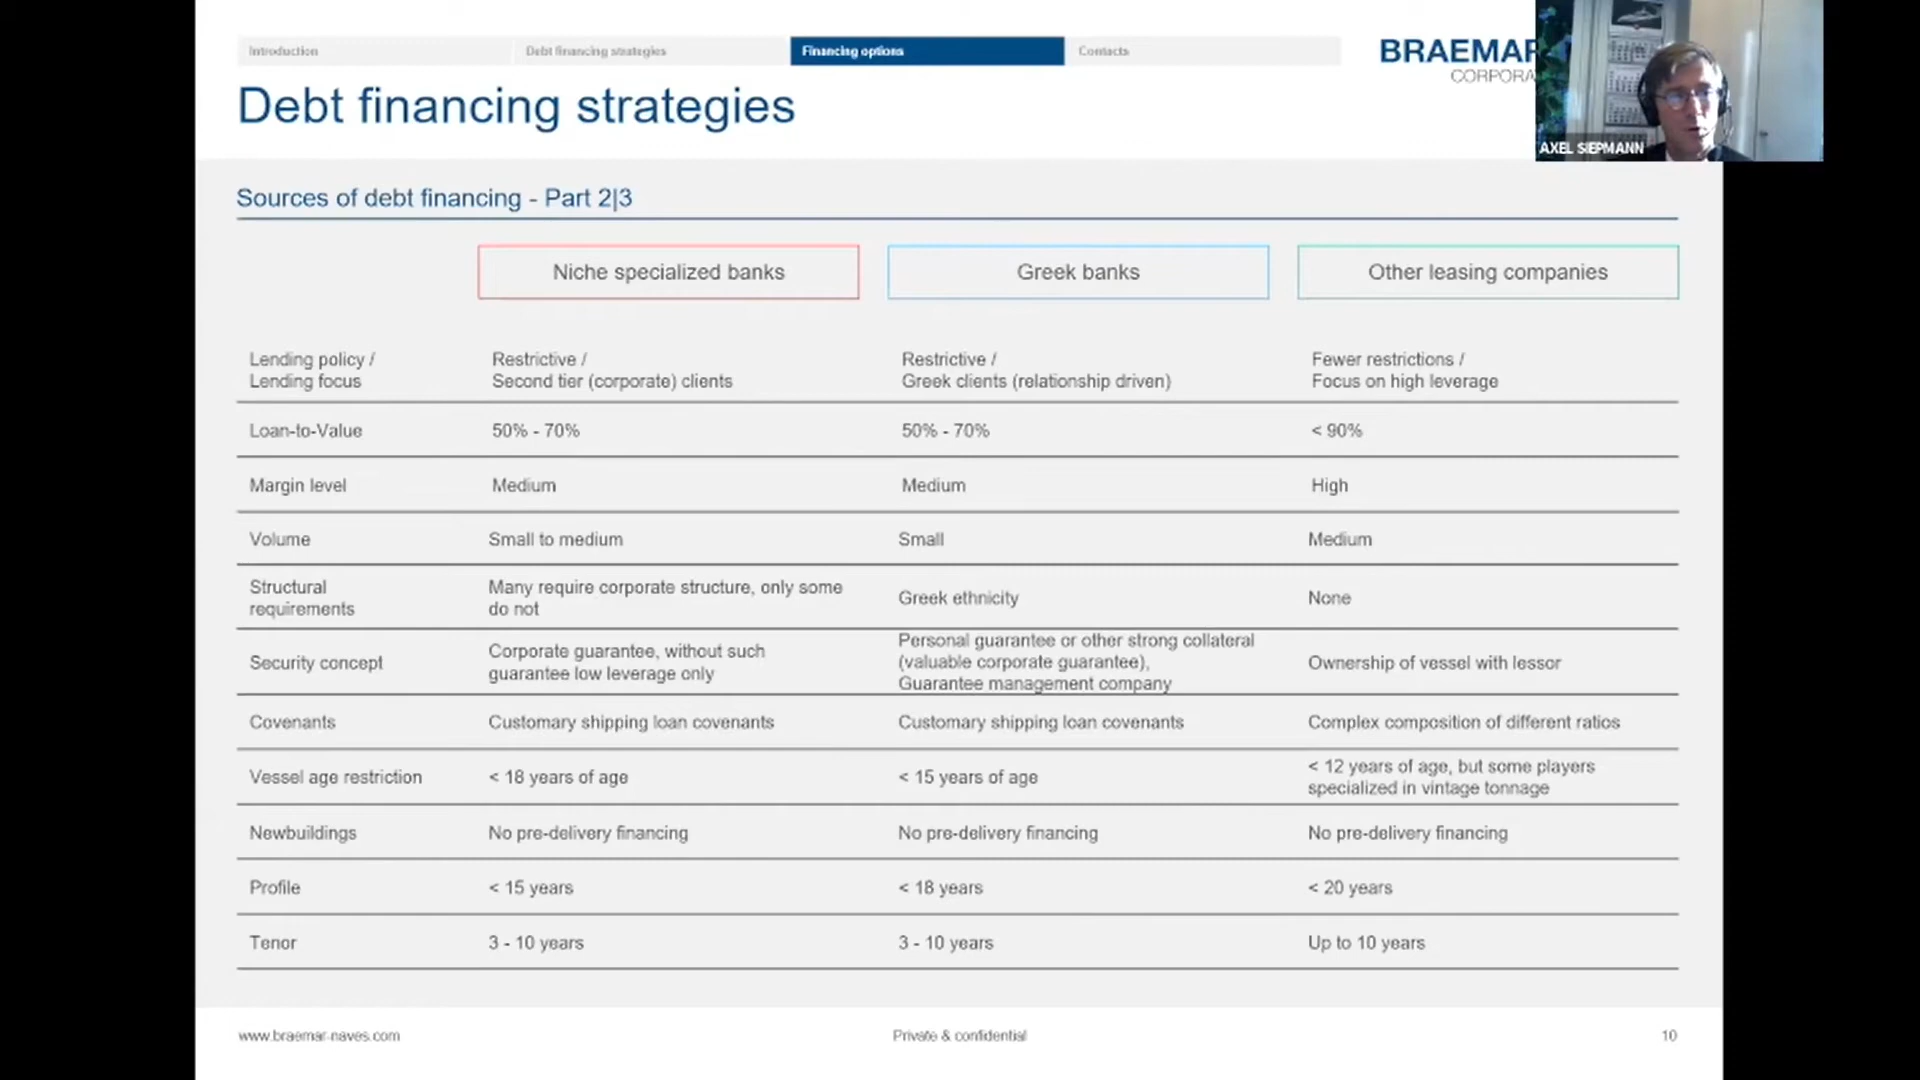 Introduction
Debt financing strategies
Financing options
Contacts
BRAEMAR
CORPORA
Debt financing strategies
AXEL SIEPMANN
Sources of debt financing - Part 2|3
Niche specialized banks
Greek banks
Other leasing companies
Lending policy /
Lending focus
Restrictive /
Second tier (corporate) clients
Restrictive /
Greek clients (relationship driven)
Fewer restrictions /
Focus on high leverage
Loan-to-Value
50% - 70%
50% - 70%
< 90%
Margin level
Medium
Medium
High
Volume
Small to medium
Small
Medium
Structural
requirements
Many require corporate structure, only some
do not
Greek ethnicity
None
Security concept
Corporate guarantee, without such
guarantee low leverage only
Personal guarantee or other strong collateral
(valuable corporate guarantee),
Guarantee management company
Ownership of vessel with lessor
Covenants
Customary shipping loan covenants
Customary shipping loan covenants
Complex composition of different ratios
Vessel age restriction
< 18 years of age
< 15 years of age
< 12 years of age, but some players
specialized in vintage tonnage
Newbuildings
No pre-delivery financing
No pre-delivery financing
No pre-delivery financing
Profile
< 15 years
< 18 years
< 20 years
Tenor
3 - 10 years
3 - 10 years
Up to 10 years
www.braemar-naves.com
Private & confidential
10